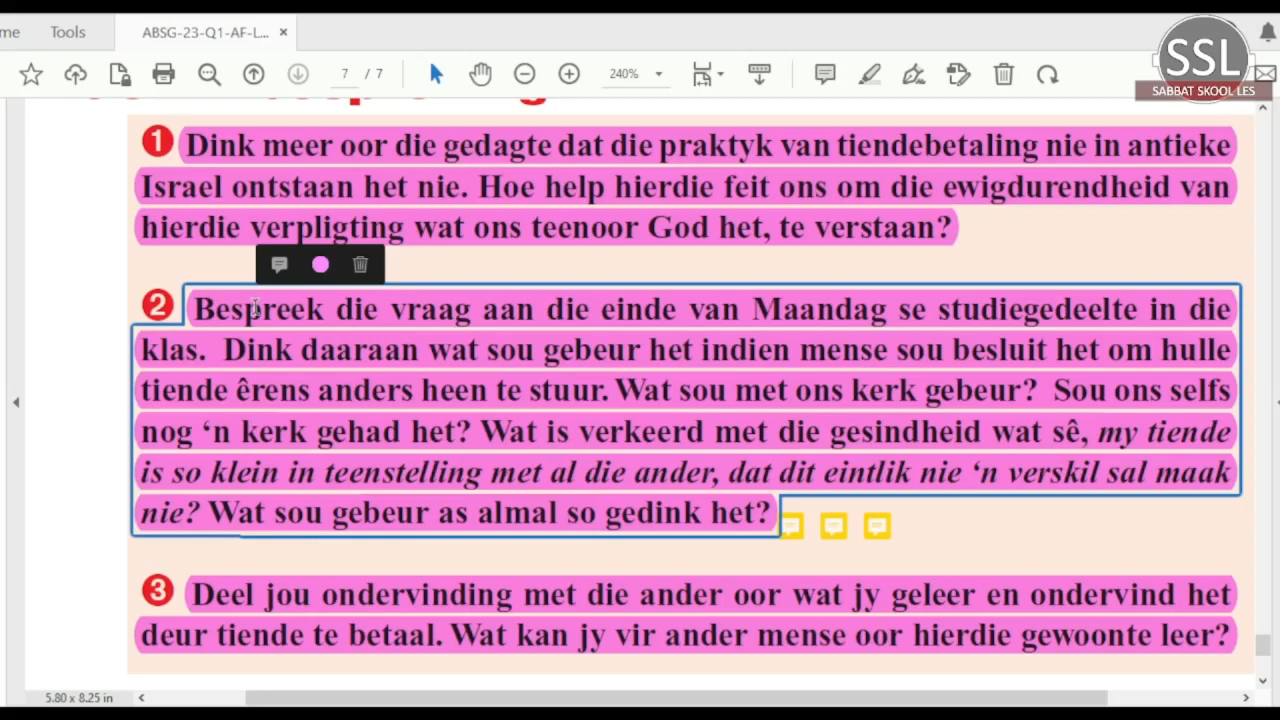 me
Tools
ABSG-23-Q1-AF-L... ×
SSL
SABBAT SKOOL LES
7 / 7
240%
1 Dink meer oor die gedagte dat die praktyk van tiendebetaling nie in antieke
Israel ontstaan het nie. Hoe help hierdie feit ons om die ewigdurendheid van
hierdie verpligting wat ons teenoor God het, te verstaan?
2 Bespreek die vraag aan die einde van Maandag se studiegedeelte in die
klas. Dink daaraan wat sou gebeur het indien mense sou besluit het om hulle
tiende êrens anders heen te stuur. Wat sou met ons kerk gebeur? Sou ons selfs
nog ‘n kerk gehad het? Wat is verkeerd met die gesindheid wat sê, my tiende
is so klein in teenstelling met al die ander, dat dit eintlik nie ‘n verskil sal maak
nie? Wat sou gebeur as almal so gedink het?
3 Deel jou ondervinding met die ander oor wat jy geleer en ondervind het
deur tiende te betaal. Wat kan jy vir ander mense oor hierdie gewoonte leer?
5.80 x 8.25 in